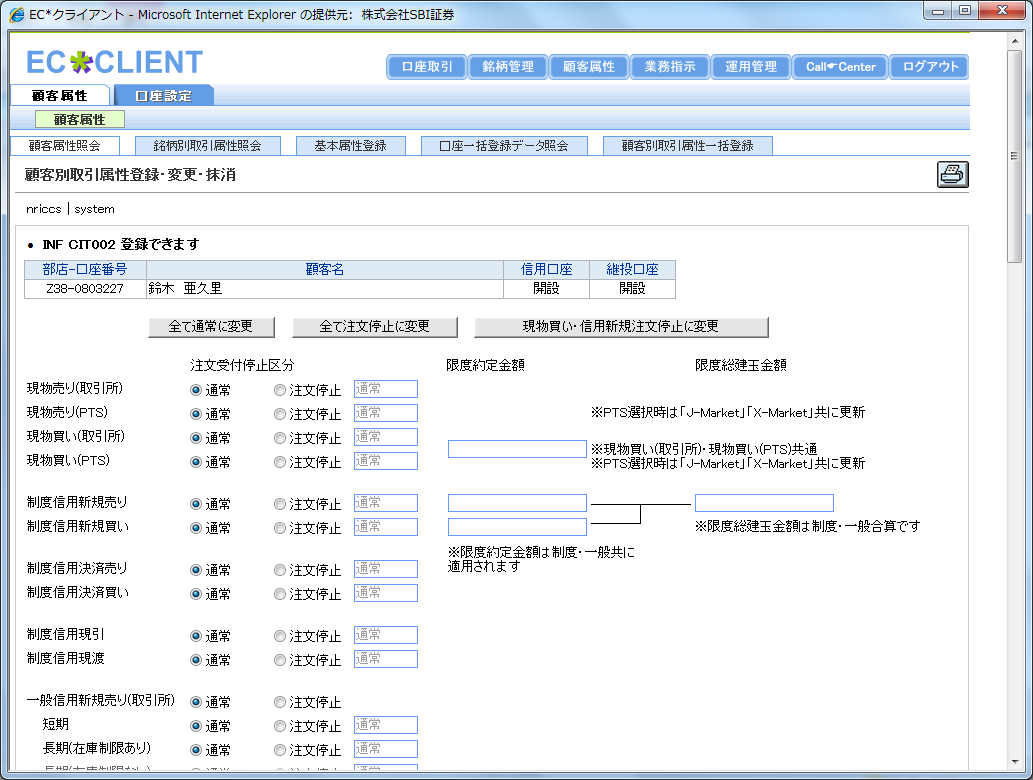 EC*クライアント - Microsoft Internet Explorer の提供元: 株式会社SBI証券
EC*CLIENT
口座取引 銘柄管理 顧客属性 業務指示 運用管理 Call Center ログアウト
顧客属性 口座設定
顧客属性
顧客属性照会 銘柄別取引属性照会 基本属性登録 口座一括登録データ照会 顧客別取引属性一括登録
顧客別取引属性登録・変更・抹消
nriccs | system
• INF CIT002 登録できます
部店-口座番号 顧客名 信用口座 継投口座
Z38-0803227 鈴木 亜久里 開設 開設
全て通常に変更 全て注文停止に変更 現物買い・信用新規注文停止に変更
注文受付停止区分 限度約定金額 限度総建玉金額
現物売り(取引所) 通常 注文停止 通常
現物売り(PTS) 通常 注文停止 通常 ※PTS選択時は「J-Market」「X-Market」共に更新
現物買い(取引所) 通常 注文停止 通常
※現物買い(取引所)・現物買い(PTS)共通
現物買い(PTS) 通常 注文停止 通常 ※PTS選択時は「J-Market」「X-Market」共に更新
制度信用新規売り 通常 注文停止 通常
制度信用新規買い 通常 注文停止 通常 ※限度総建玉金額は制度・一般合算です
※限度約定金額は制度・一般共に
適用されます
制度信用決済売り 通常 注文停止 通常
制度信用決済買い 通常 注文停止 通常
制度信用現引 通常 注文停止 通常
制度信用現渡 通常 注文停止 通常
一般信用新規売り(取引所) 通常 注文停止
短期 通常 注文停止 通常
長期(在庫制限あり) 通常 注文停止 通常